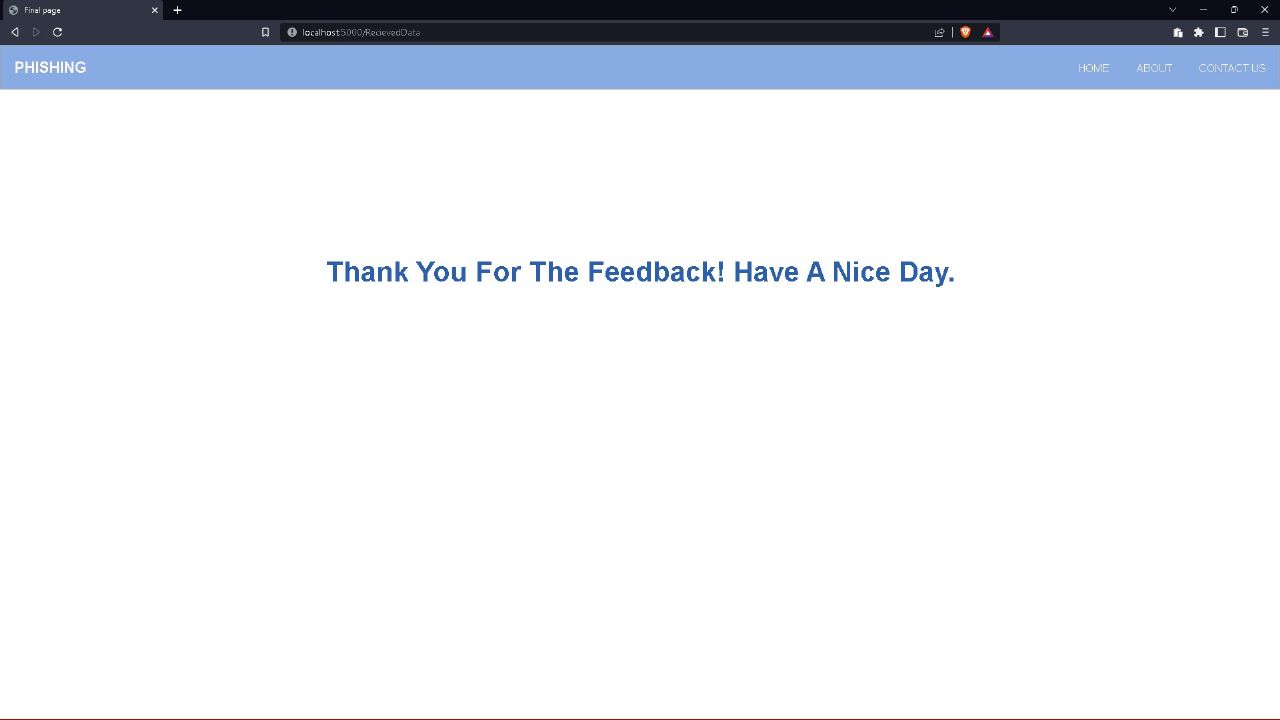 Final page
localhost:5000/RecievedData
PHISHING
HOME ABOUT CONTACT US
Thank You For The Feedback! Have A Nice Day.